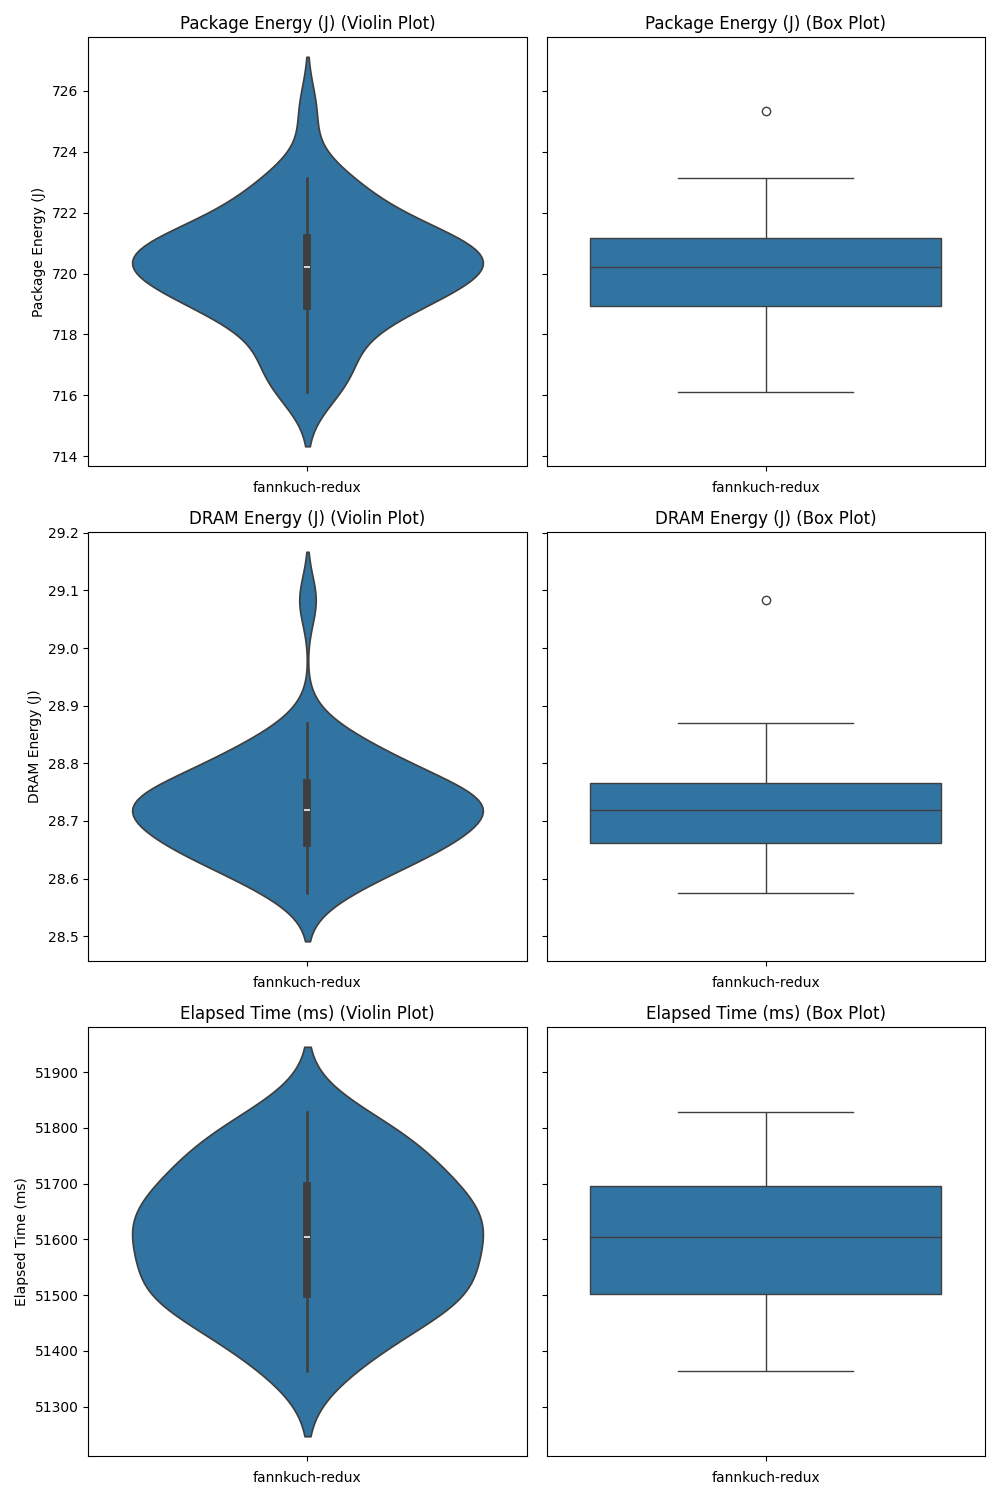 Package Energy (J) (Violin Plot)
Package Energy (J) (Box Plot)
Package Energy (J)
726
724
722
720
718
716
714
fannkuch-redux
fannkuch-redux
DRAM Energy (J) (Violin Plot)
DRAM Energy (J) (Box Plot)
DRAM Energy (J)
29.2
29.1
29.0
28.9
28.8
28.7
28.6
28.5
fannkuch-redux
fannkuch-redux
Elapsed Time (ms) (Violin Plot)
Elapsed Time (ms) (Box Plot)
Elapsed Time (ms)
51900
51800
51700
51600
51500
51400
51300
fannkuch-redux
fannkuch-redux